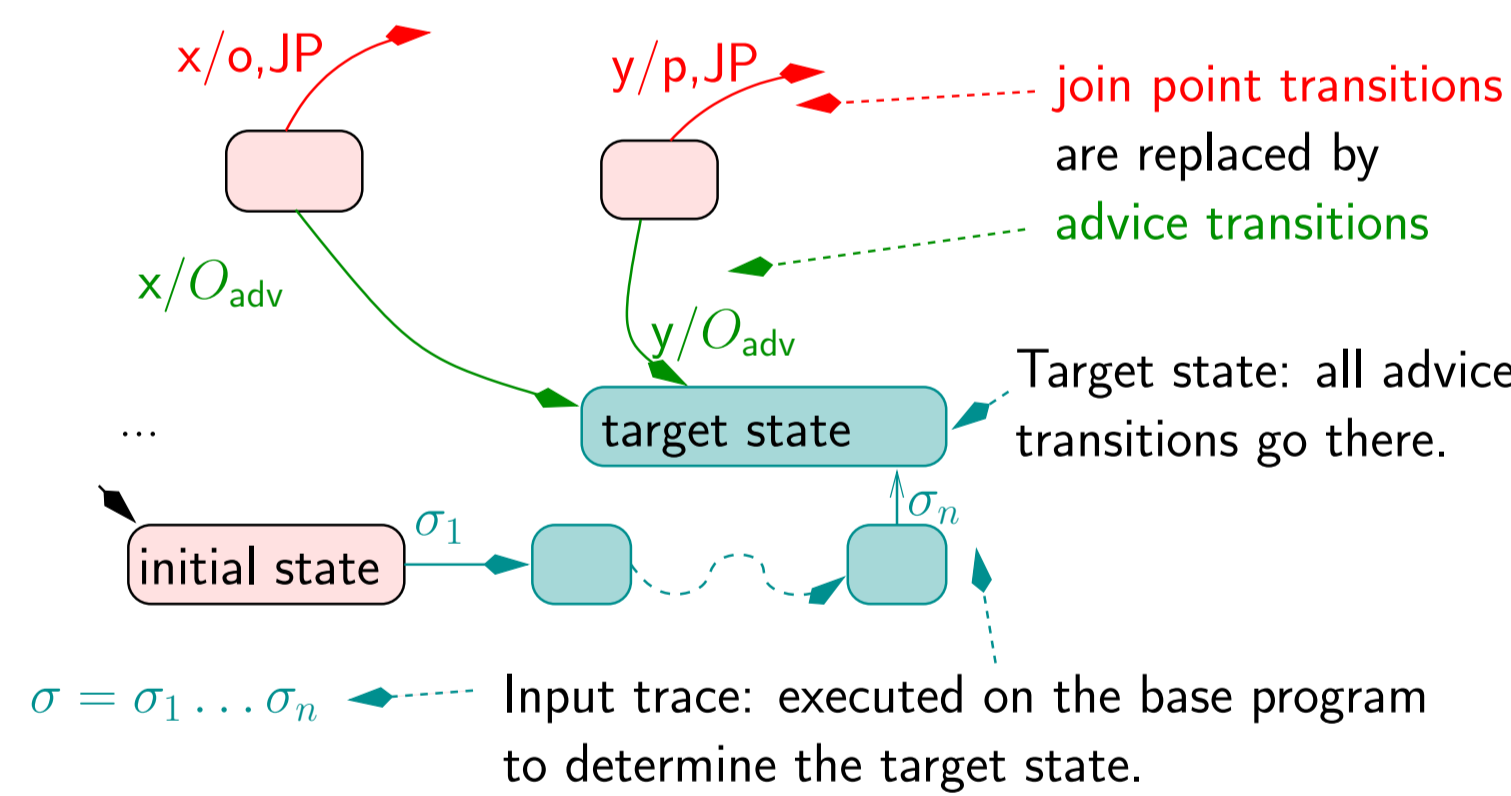 x/o,JP
y/p,JP
join point transitions
are replaced by
advice transitions
x/O_adv
y/O_adv
Target state: all advice
transitions go there.
target state
...
σ_n
σ_1
initial state
σ = σ_1 … σ_n
Input trace: executed on the base program
to determine the target state.